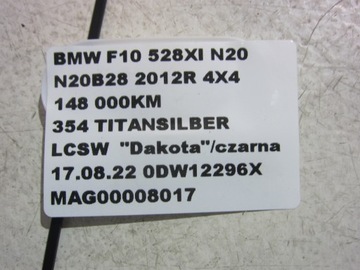 BMW F10 528XI N20
N20B28 2012R 4X4
148 000KM
354 TITANSILBER
LCSW "Dakota"/czarna
17.08.22 0DW12296X
MAG00008017